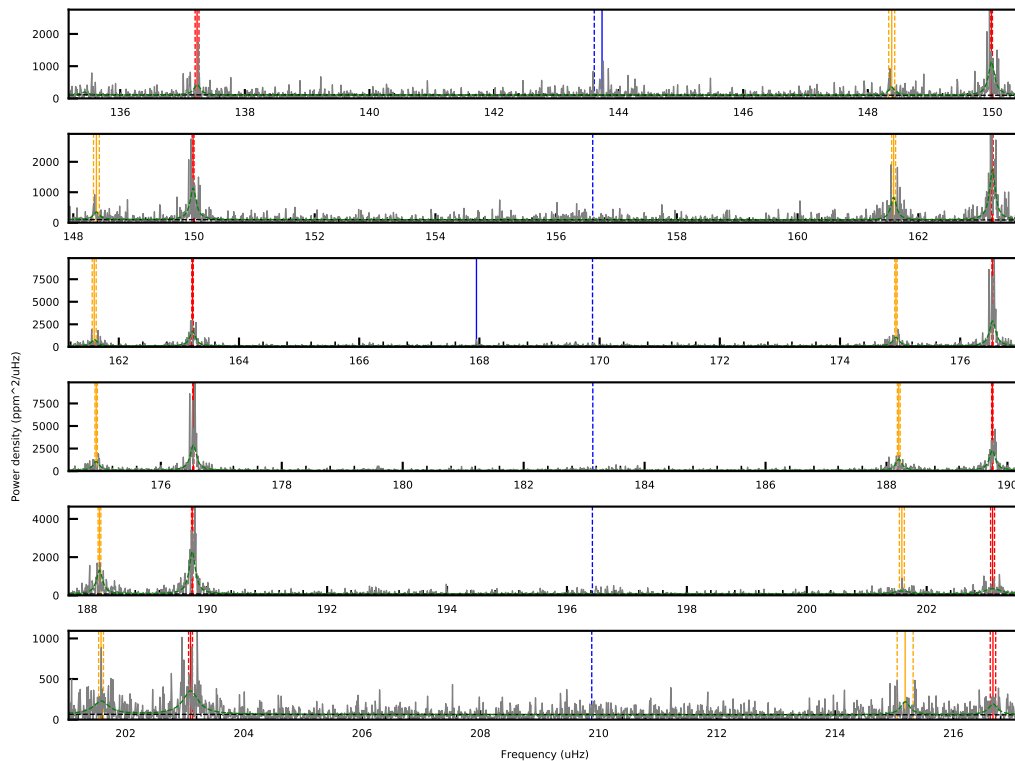 2000
1000
0
136 138 140 142 144 146 148 150
2000
1000
0
148 150 152 154 156 158 160 162
7500
5000
2500
0
162 164 166 168 170 172 174 176
7500
5000
2500
0
176 178 180 182 184 186 188 190
4000
2000
0
188 190 192 194 196 198 200 202
1000
500
0
202 204 206 208 210 212 214 216
Power density (ppm^2/uHz)
Frequency (uHz)